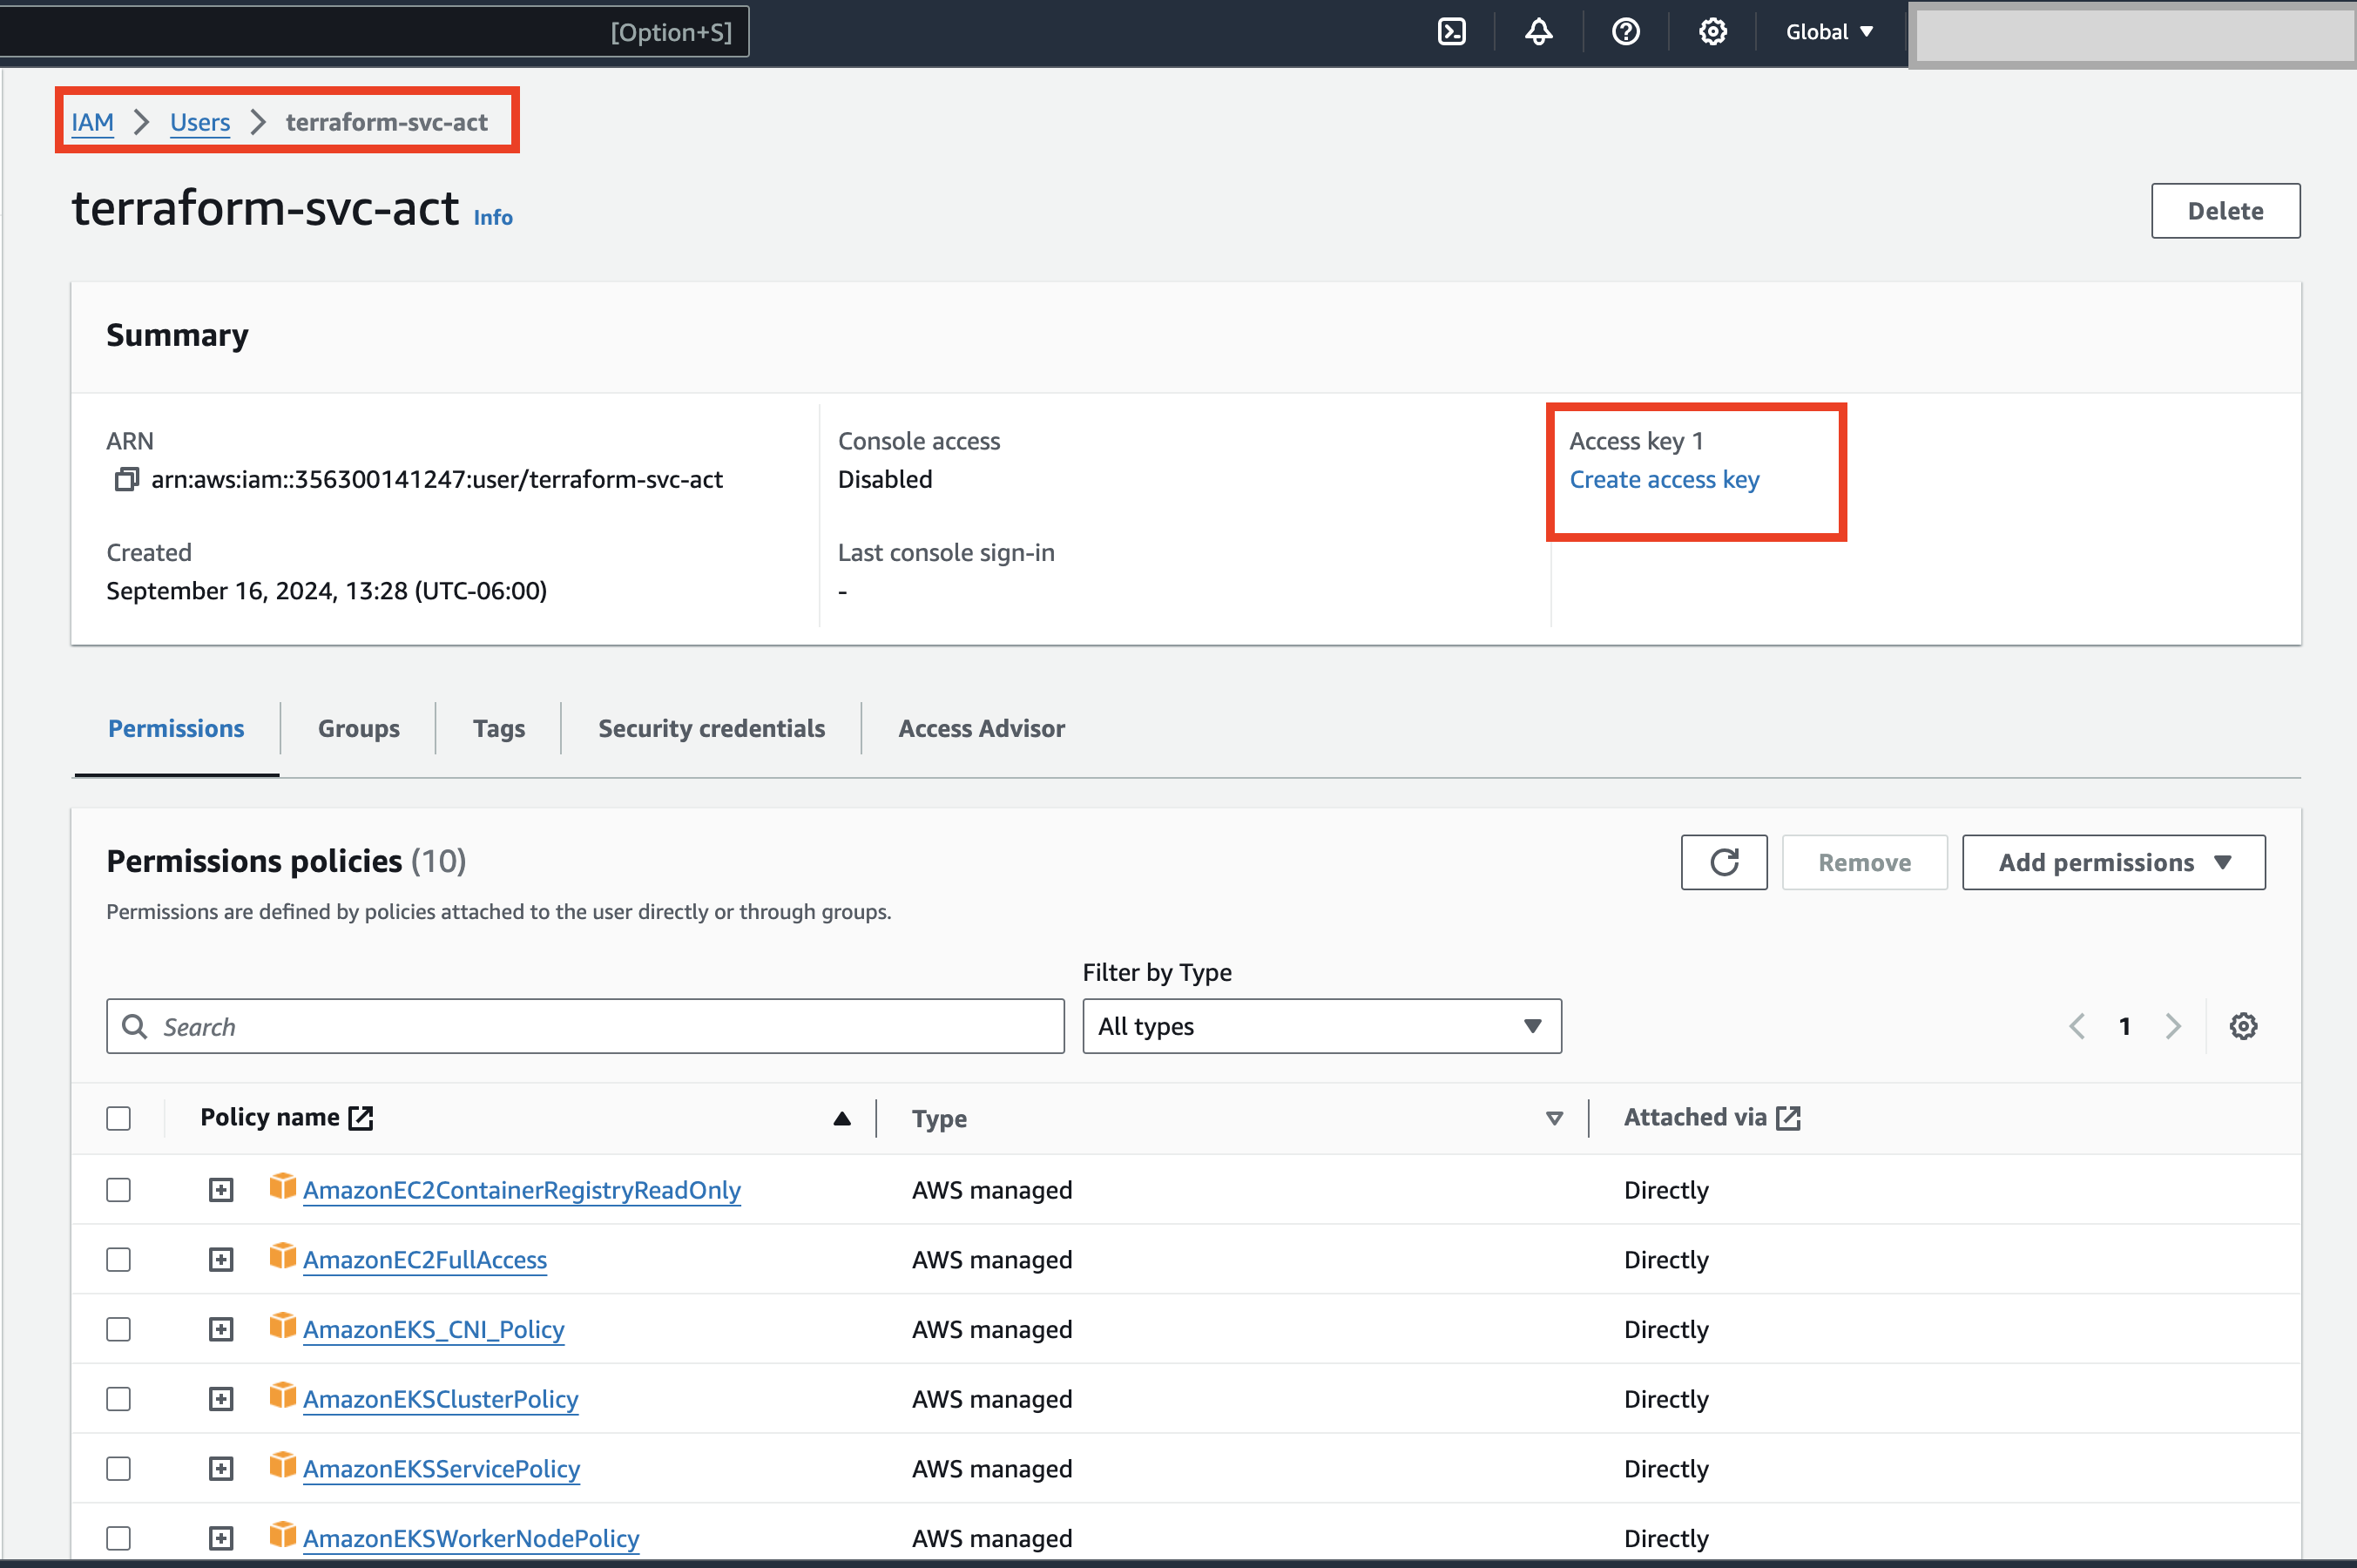 [Option+S]
Global
IAM > Users > terraform-svc-act
terraform-svc-act Info
Delete
Summary
ARN
arn:aws:iam::356300141247:user/terraform-svc-act
Created
September 16, 2024, 13:28 (UTC-06:00)
Console access
Disabled
Last console sign-in
-
Access key 1
Create access key
Permissions
Groups
Tags
Security credentials
Access Advisor
Permissions policies (10)
Remove
Add permissions
Permissions are defined by policies attached to the user directly or through groups.
Filter by Type
Search
All types
1
Policy name Type Attached via
AmazonEC2ContainerRegistryReadOnly AWS managed Directly
AmazonEC2FullAccess AWS managed Directly
AmazonEKS_CNI_Policy AWS managed Directly
AmazonEKSClusterPolicy AWS managed Directly
AmazonEKSServicePolicy AWS managed Directly
AmazonEKSWorkerNodePolicy AWS managed Directly